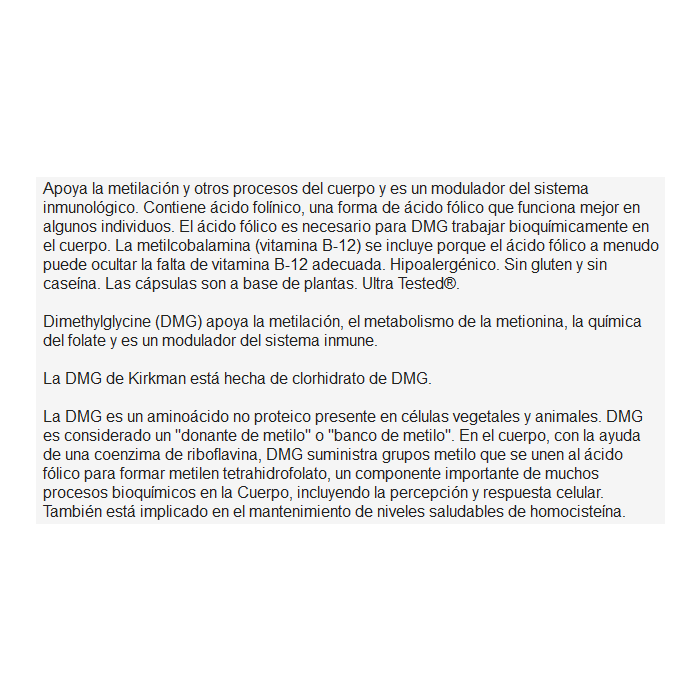 Apoya la metilación y otros procesos del cuerpo y es un modulador del sistema
inmunológico. Contiene ácido folínico, una forma de ácido fólico que funciona mejor en
algunos individuos. El ácido fólico es necesario para DMG trabajar bioquímicamente en
el cuerpo. La metilcobalamina (vitamina B-12) se incluye porque el ácido fólico a menudo
puede ocultar la falta de vitamina B-12 adecuada. Hipoalergénico. Sin gluten y sin
caseína. Las cápsulas son a base de plantas. Ultra Tested®.
Dimethylglycine (DMG) apoya la metilación, el metabolismo de la metionina, la química
del folate y es un modulador del sistema inmune.
La DMG de Kirkman está hecha de clorhidrato de DMG.
La DMG es un aminoácido no proteico presente en células vegetales y animales. DMG
es considerado un "donante de metilo" o "banco de metilo". En el cuerpo, con la ayuda
de una coenzima de riboflavina, DMG suministra grupos metilo que se unen al ácido
fólico para formar metilen tetrahidrofolato, un componente importante de muchos
procesos bioquímicos en la Cuerpo, incluyendo la percepción y respuesta celular.
También está implicado en el mantenimiento de niveles saludables de homocisteína.